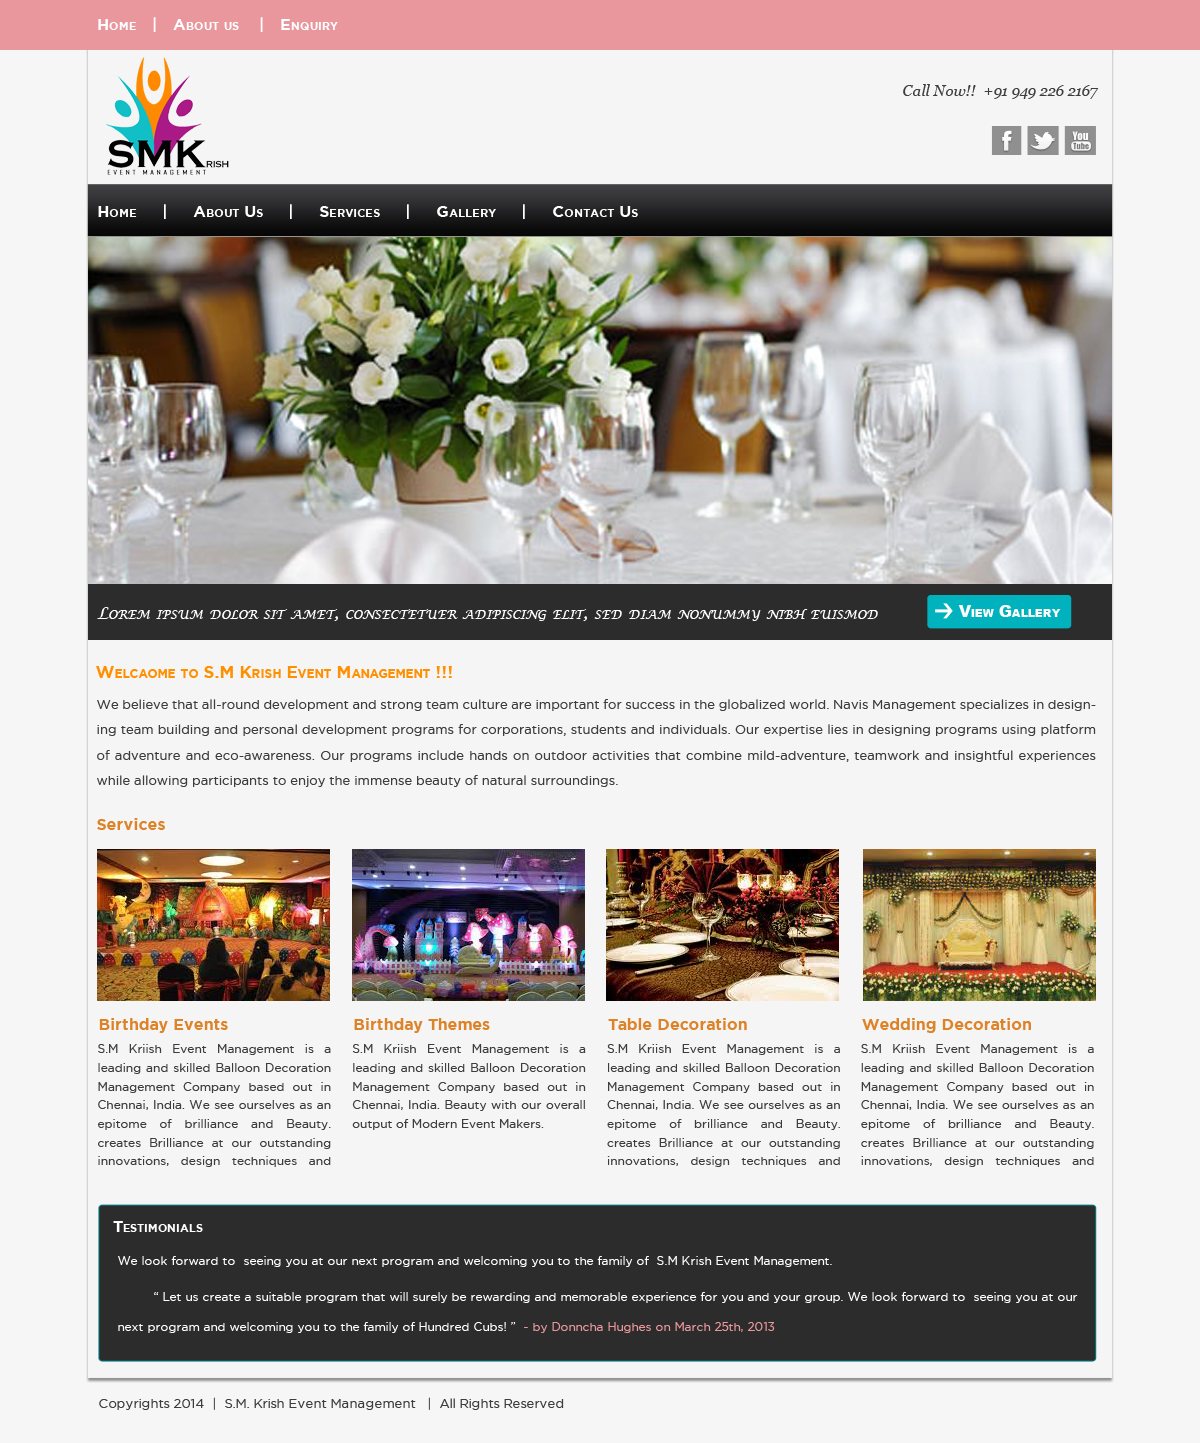 Home | About us | Enquiry
Call Now!! +91 949 226 2167
f You Tube
SMKRISH
EVENT MANAGEMENT
Home | About Us | Services | Gallery | Contact Us
Lorem ipsum dolor sit amet, consectetuer adipiscing elit, sed diam nonummy nibh euismod
→ View Gallery
Welcaome to S.M Krish Event Management !!!
We believe that all-round development and strong team culture are important for success in the globalized world. Navis Management specializes in design-
ing team building and personal development programs for corporations, students and individuals. Our expertise lies in designing programs using platform
of adventure and eco-awareness. Our programs include hands on outdoor activities that combine mild-adventure, teamwork and insightful experiences
while allowing participants to enjoy the immense beauty of natural surroundings.
Services
Birthday Events
S.M Kriish Event Management is a
leading and skilled Balloon Decoration
Management Company based out in
Chennai, India. We see ourselves as an
epitome of brilliance and Beauty.
creates Brilliance at our outstanding
innovations, design techniques and
Birthday Themes
S.M Kriish Event Management is a
leading and skilled Balloon Decoration
Management Company based out in
Chennai, India. Beauty with our overall
output of Modern Event Makers.
Table Decoration
S.M Kriish Event Management is a
leading and skilled Balloon Decoration
Management Company based out in
Chennai, India. We see ourselves as an
epitome of brilliance and Beauty.
creates Brilliance at our outstanding
innovations, design techniques and
Wedding Decoration
S.M Kriish Event Management is a
leading and skilled Balloon Decoration
Management Company based out in
Chennai, India. We see ourselves as an
epitome of brilliance and Beauty.
creates Brilliance at our outstanding
innovations, design techniques and
Testimonials
We look forward to seeing you at our next program and welcoming you to the family of S.M Krish Event Management.
“ Let us create a suitable program that will surely be rewarding and memorable experience for you and your group. We look forward to seeing you at our
next program and welcoming you to the family of Hundred Cubs! ” - by Donncha Hughes on March 25th, 2013
Copyrights 2014 | S.M. Krish Event Management | All Rights Reserved